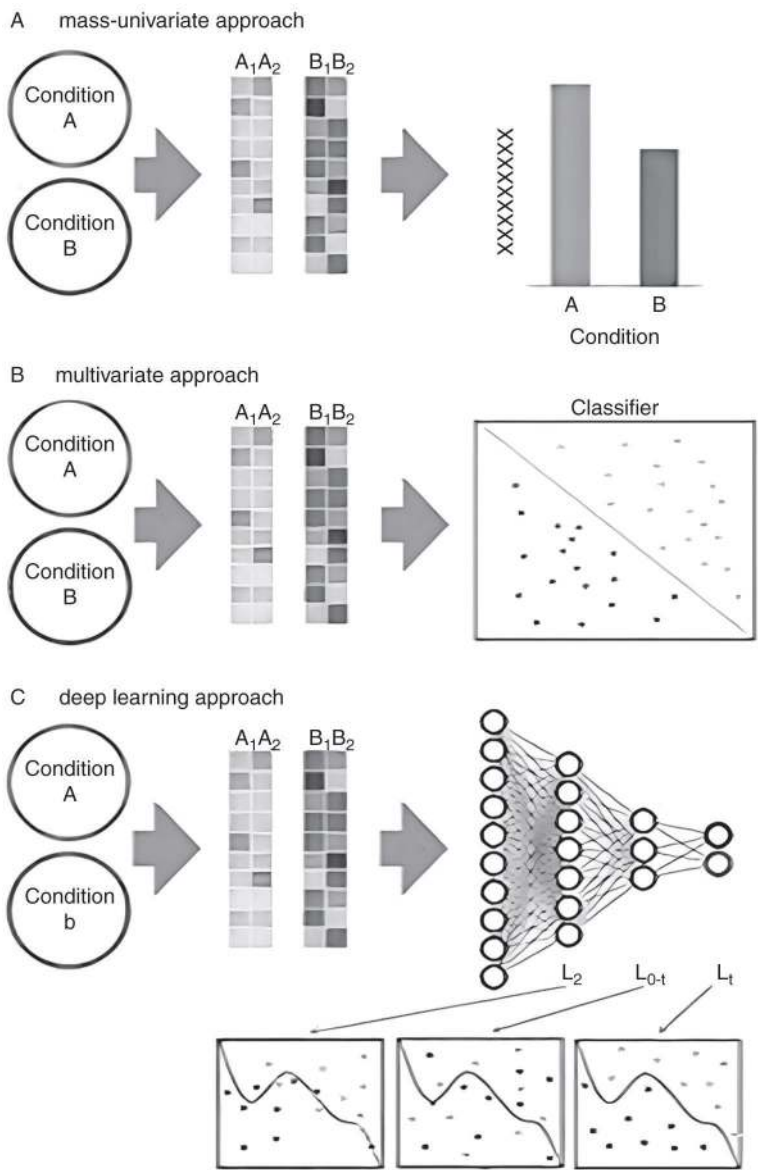 A mass-univariate approach
Condition
A
Condition
B
A₁A₂
B₁B₂
XXXXXXXXXX
A
B
Condition
B multivariate approach
Condition
A
Condition
B
A₁A₂
B₁B₂
Classifier
C deep learning approach
Condition
A
Condition
b
A₁A₂
B₁B₂
L₂
L₀₋ₜ
Lₜ